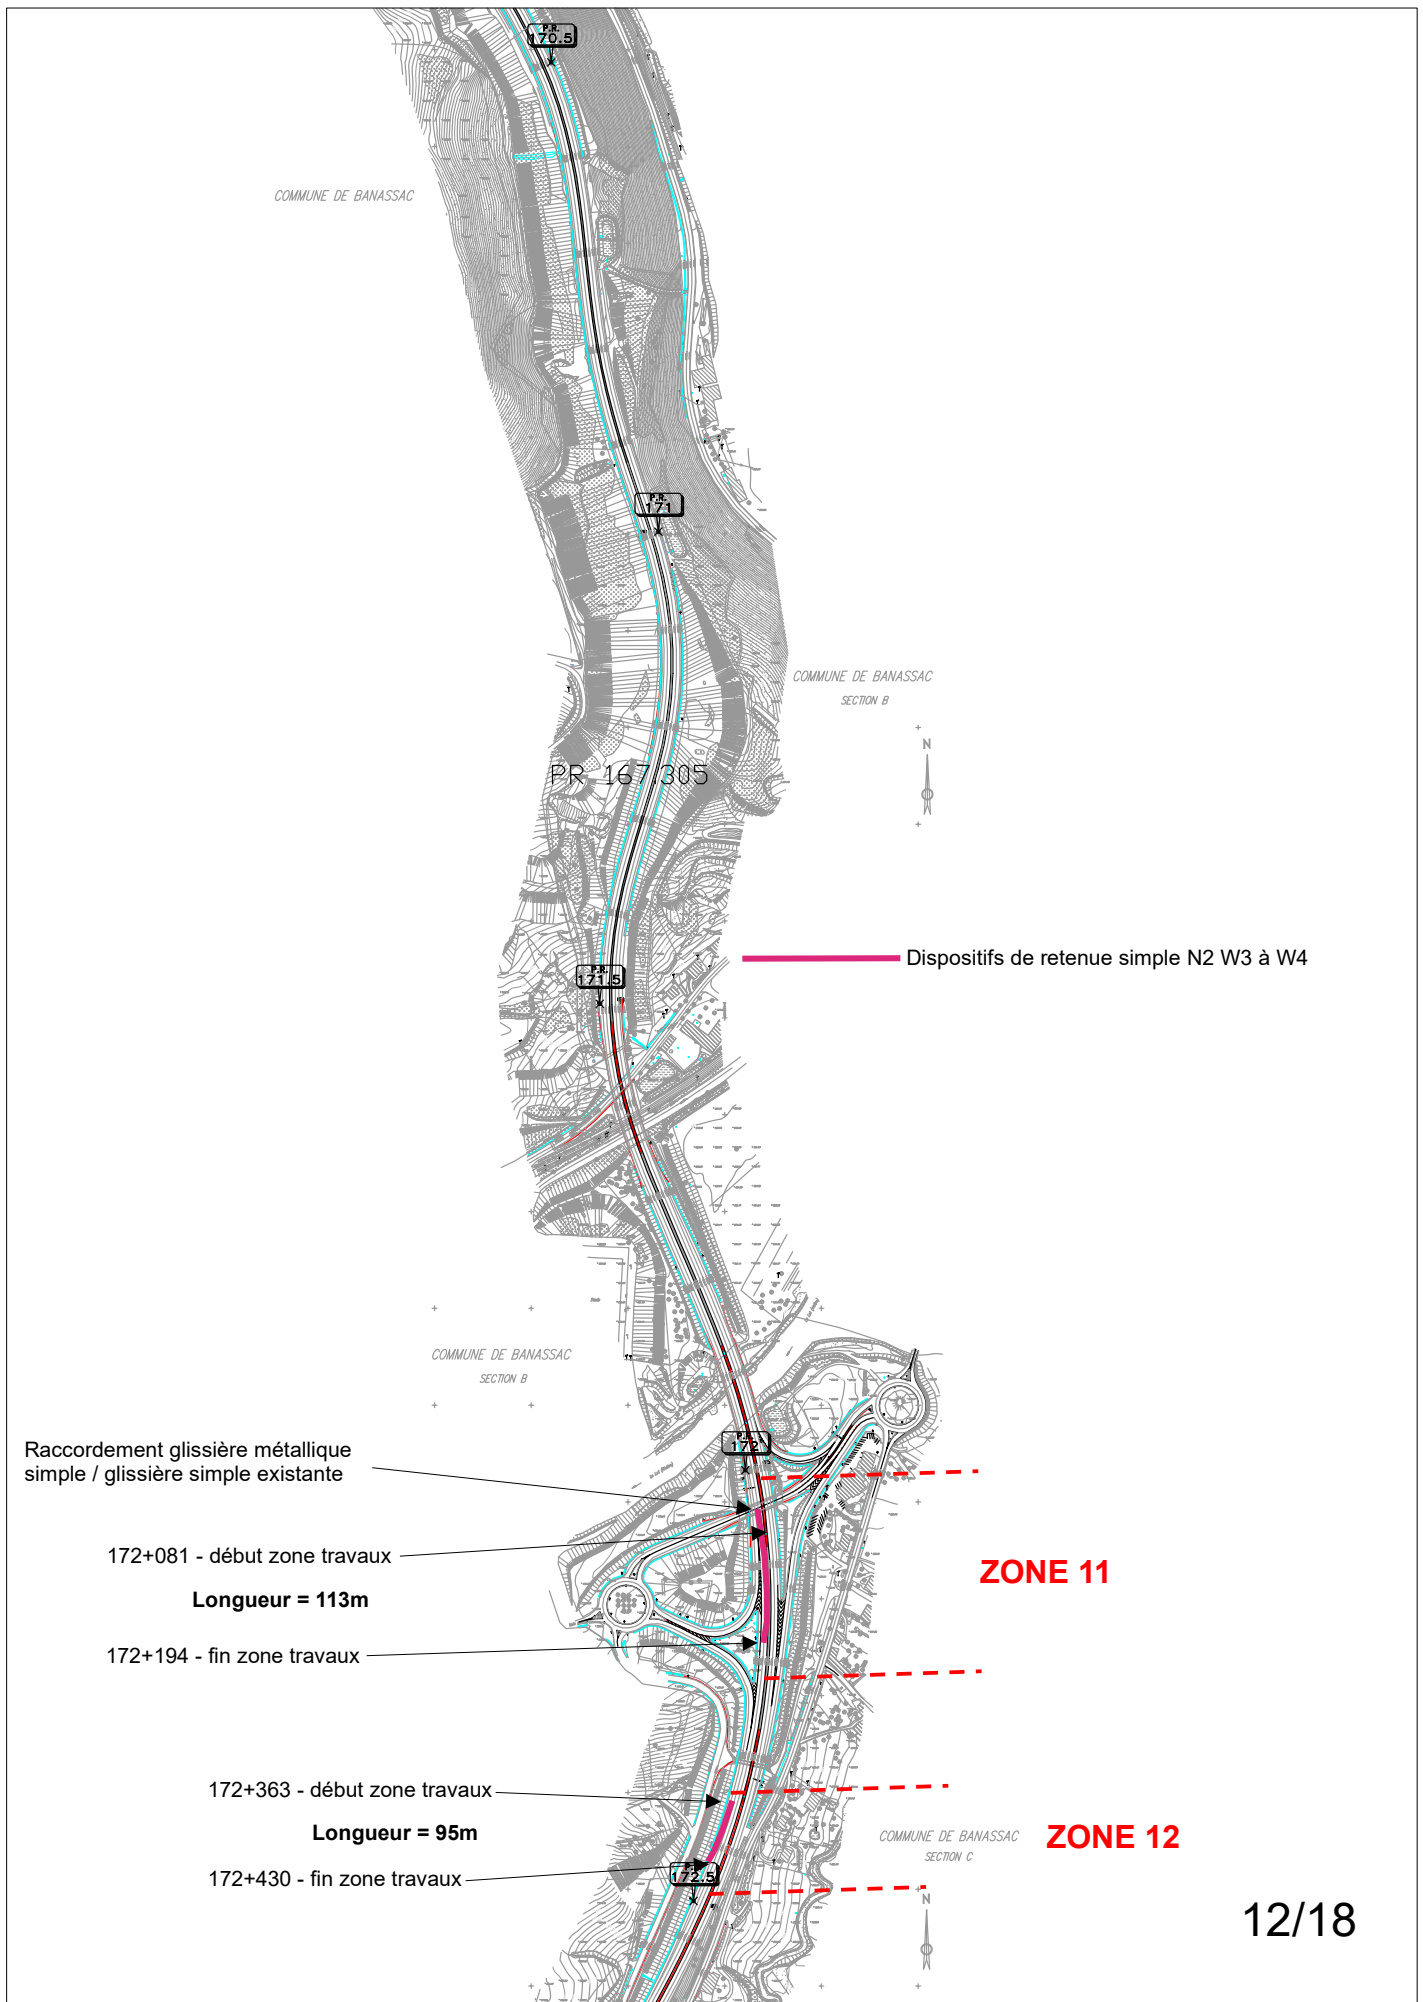 P.R.
170.5
COMMUNE DE BANASSAC
P.R.
171
COMMUNE DE BANASSAC
SECTION B
N
PR 167.305
Dispositifs de retenue simple N2 W3 à W4
P.R.
171.5
COMMUNE DE BANASSAC
SECTION B
P.R.
172
Raccordement glissière métallique
simple / glissière simple existante
172+081 - début zone travaux
ZONE 11
Longueur = 113m
172+194 - fin zone travaux
172+363 - début zone travaux
Longueur = 95m
COMMUNE DE BANASSAC
SECTION C
ZONE 12
172+430 - fin zone travaux
P.R.
172.5
N
12/18